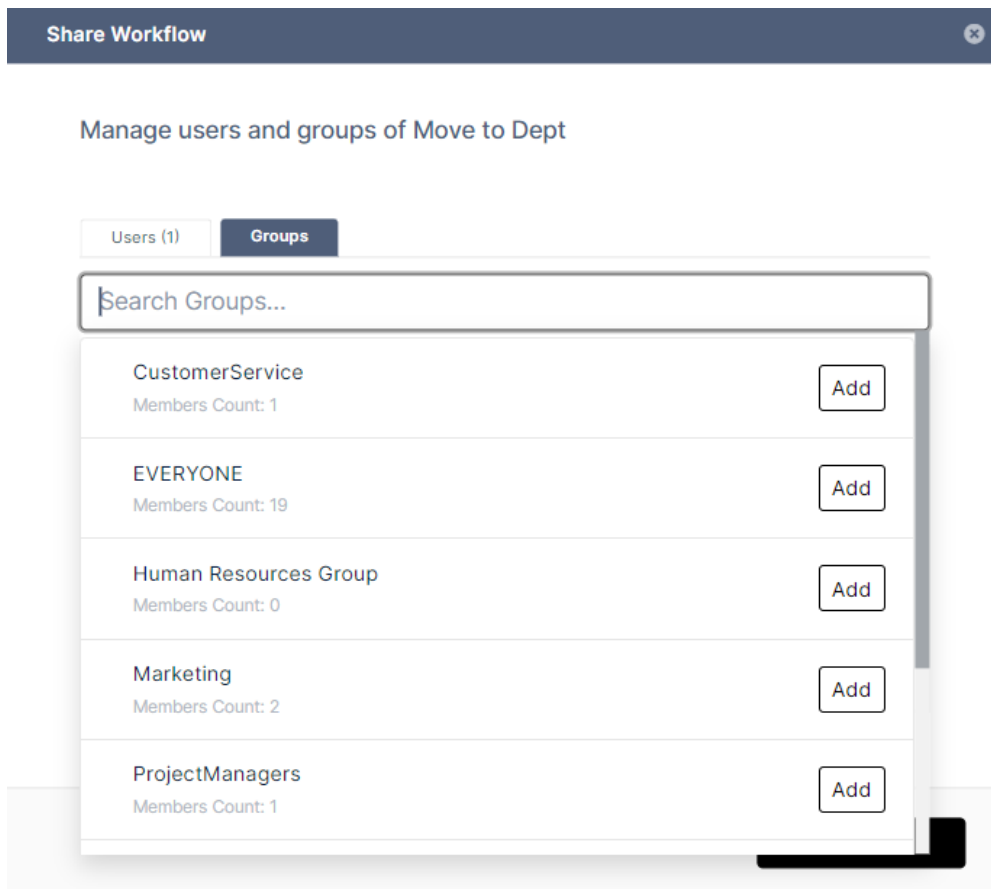 Share Workflow
Manage users and groups of Move to Dept
Users (1) Groups
Search Groups...
CustomerService
Members Count: 1
Add
EVERYONE
Members Count: 19
Add
Human Resources Group
Members Count: 0
Add
Marketing
Members Count: 2
Add
ProjectManagers
Members Count: 1
Add